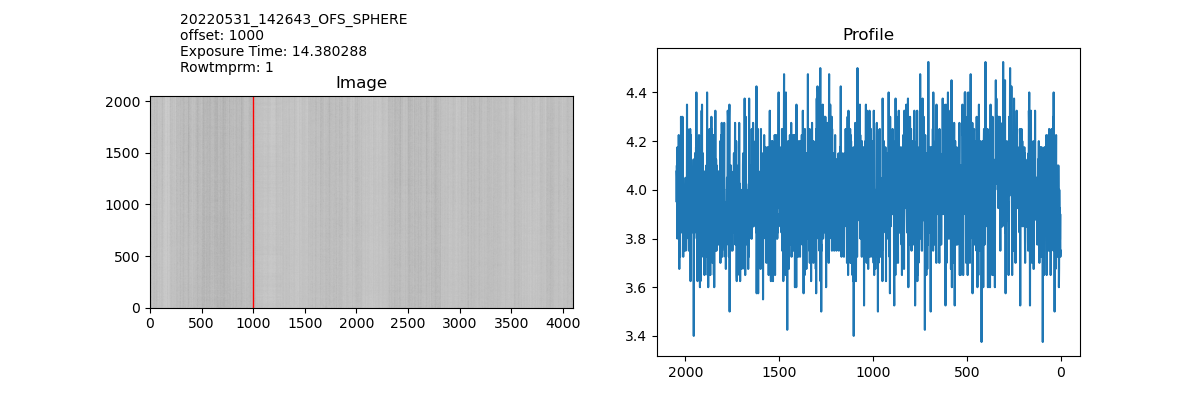 20220531_142643_OFS_SPHERE
offset: 1000
Exposure Time: 14.380288
Rowtmprm: 1
Image
2000
1500
1000
500
0
0 500 1000 1500 2000 2500 3000 3500 4000
Profile
4.4
4.2
4.0
3.8
3.6
3.4
2000 1500 1000 500 0